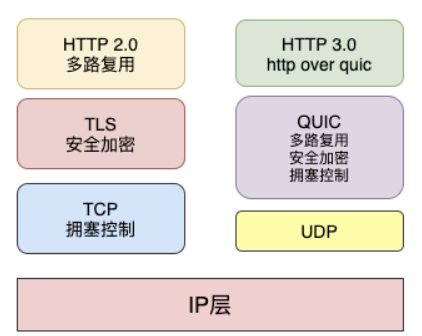 HTTP 2.0
多路复用
TLS
安全加密
TCP
拥塞控制
HTTP 3.0
http over quic
QUIC
多路复用
安全加密
拥塞控制
UDP
IP层